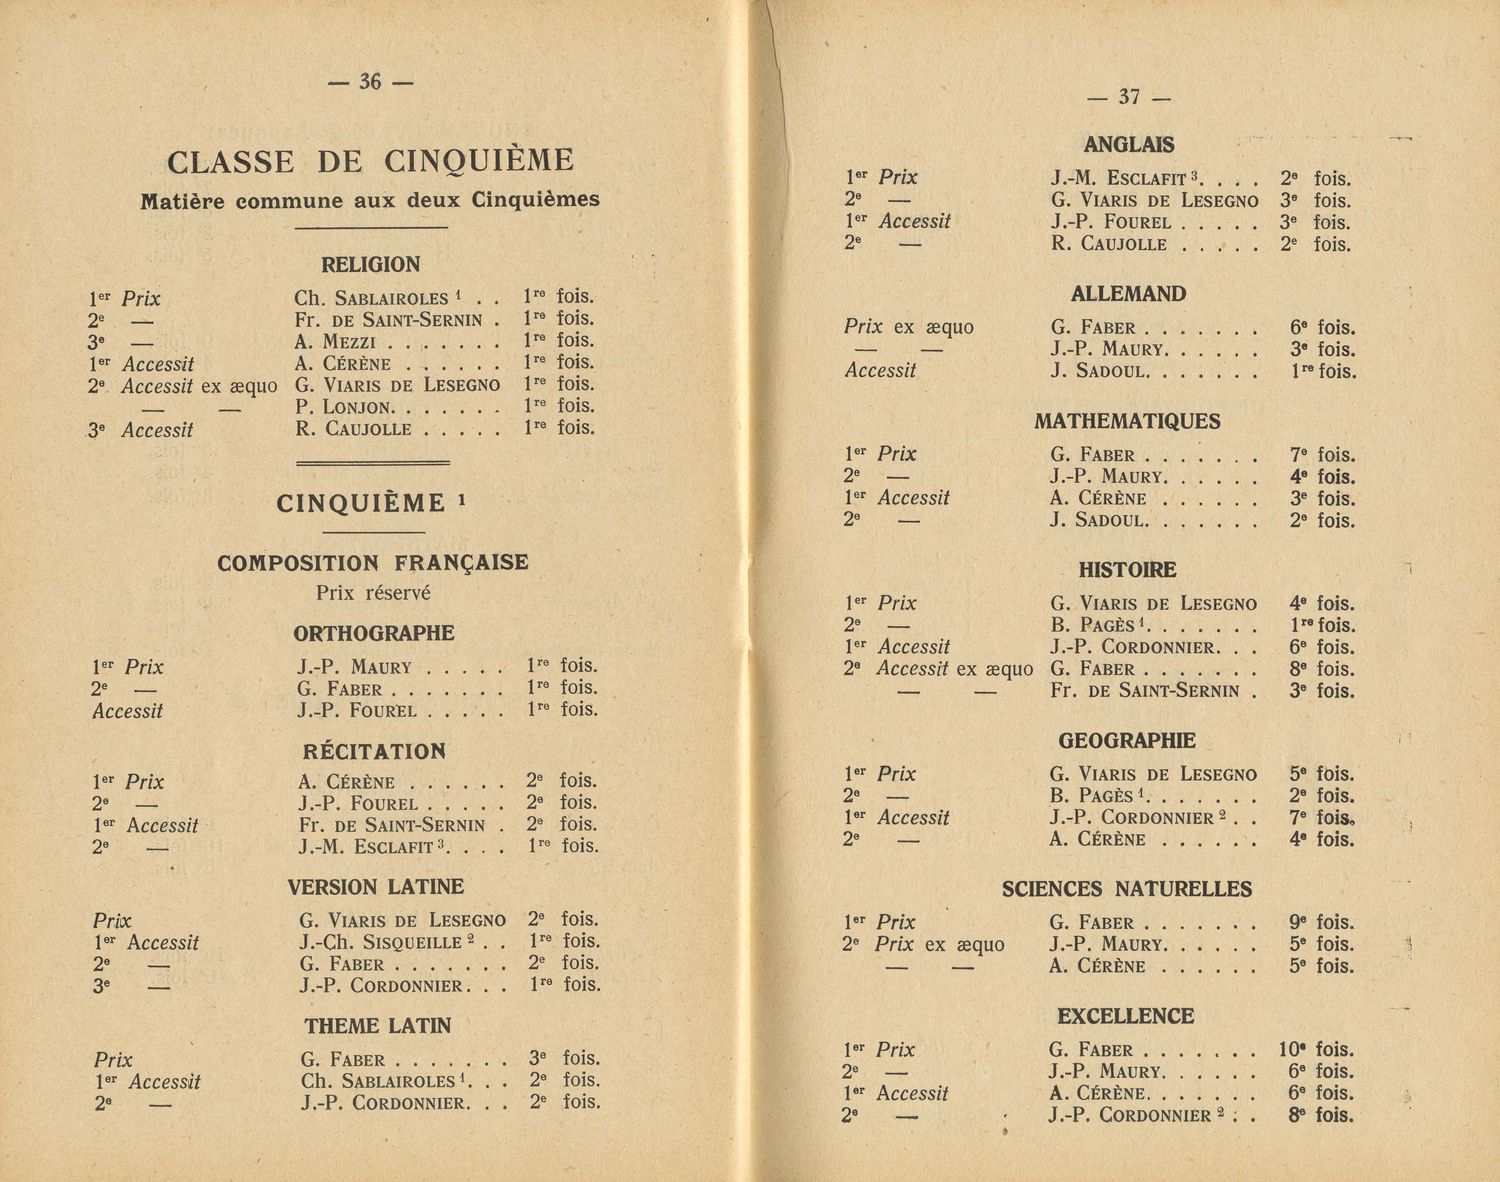 — 36 —
CLASSE DE CINQUIÈME
Matière commune aux deux Cinquièmes
RELIGION
1er Prix Ch. SABLAIROLES 1 . . 1re fois.
2e — Fr. DE SAINT-SERNIN . 1re fois.
3e — A. MEZZI . . . . . . . 1re fois.
1er Accessit A. CÉRÈNE . . . . . . 1re fois.
2e Accessit ex æquo G. VIARIS DE LESEGNO 1re fois.
— — P. LONJON. . . . . . . 1re fois.
3e Accessit R. CAUJOLLE . . . . . 1re fois.
CINQUIÈME 1
COMPOSITION FRANÇAISE
Prix réservé
ORTHOGRAPHE
1er Prix J.-P. MAURY . . . . . 1re fois.
2e — G. FABER . . . . . . . 1re fois.
Accessit J.-P. FOUREL . . . . . 1re fois.
RÉCITATION
1er Prix A. CÉRÈNE . . . . . . 2e fois.
2e — J.-P. FOUREL . . . . . 2e fois.
1er Accessit Fr. DE SAINT-SERNIN . 2e fois.
2e — J.-M. ESCLAFIT 3. . . . 1re fois.
VERSION LATINE
Prix G. VIARIS DE LESEGNO 2e fois.
1er Accessit J.-Ch. SISQUEILLE 2 . . 1re fois.
2e — G. FABER . . . . . . . 2e fois.
3e — J.-P. CORDONNIER. . . 1re fois.
THEME LATIN
Prix G. FABER . . . . . . . 3e fois.
1er Accessit Ch. SABLAIROLES 1. . . 2e fois.
2e — J.-P. CORDONNIER. . . 2e fois.
— 37 —
ANGLAIS
1er Prix J.-M. ESCLAFIT 3. . . . 2e fois.
2e — G. VIARIS DE LESEGNO 3e fois.
1er Accessit J.-P. FOUREL . . . . . 3e fois.
2e — R. CAUJOLLE . . . . . 2e fois.
ALLEMAND
Prix ex æquo G. FABER . . . . . . . 6e fois.
— — J.-P. MAURY. . . . . . 3e fois.
Accessit J. SADOUL. . . . . . . 1re fois.
MATHEMATIQUES
1er Prix G. FABER . . . . . . . 7e fois.
2e — J.-P. MAURY. . . . . . 4e fois.
1er Accessit A. CÉRÈNE . . . . . . 3e fois.
2e — J. SADOUL. . . . . . . 2e fois.
HISTOIRE
1er Prix G. VIARIS DE LESEGNO 4e fois.
2e — B. PAGÈS 1. . . . . . . 1re fois.
1er Accessit J.-P. CORDONNIER. . . 6e fois.
2e Accessit ex æquo G. FABER . . . . . . . 8e fois.
— — Fr. DE SAINT-SERNIN . 3e fois.
GEOGRAPHIE
1er Prix G. VIARIS DE LESEGNO 5e fois.
2e — B. PAGÈS 1. . . . . . . 2e fois.
1er Accessit J.-P. CORDONNIER 2 . . 7e fois.
2e — A. CÉRÈNE . . . . . . 4e fois.
SCIENCES NATURELLES
1er Prix G. FABER . . . . . . . 9e fois.
2e Prix ex æquo J.-P. MAURY. . . . . . 5e fois.
— — A. CÉRÈNE . . . . . . 5e fois.
EXCELLENCE
1er Prix G. FABER . . . . . . . 10e fois.
2e — J.-P. MAURY. . . . . . 6e fois.
1er Accessit A. CÉRÈNE. . . . . . . 6e fois.
2e — J.-P. CORDONNIER 2 . . 8e fois.